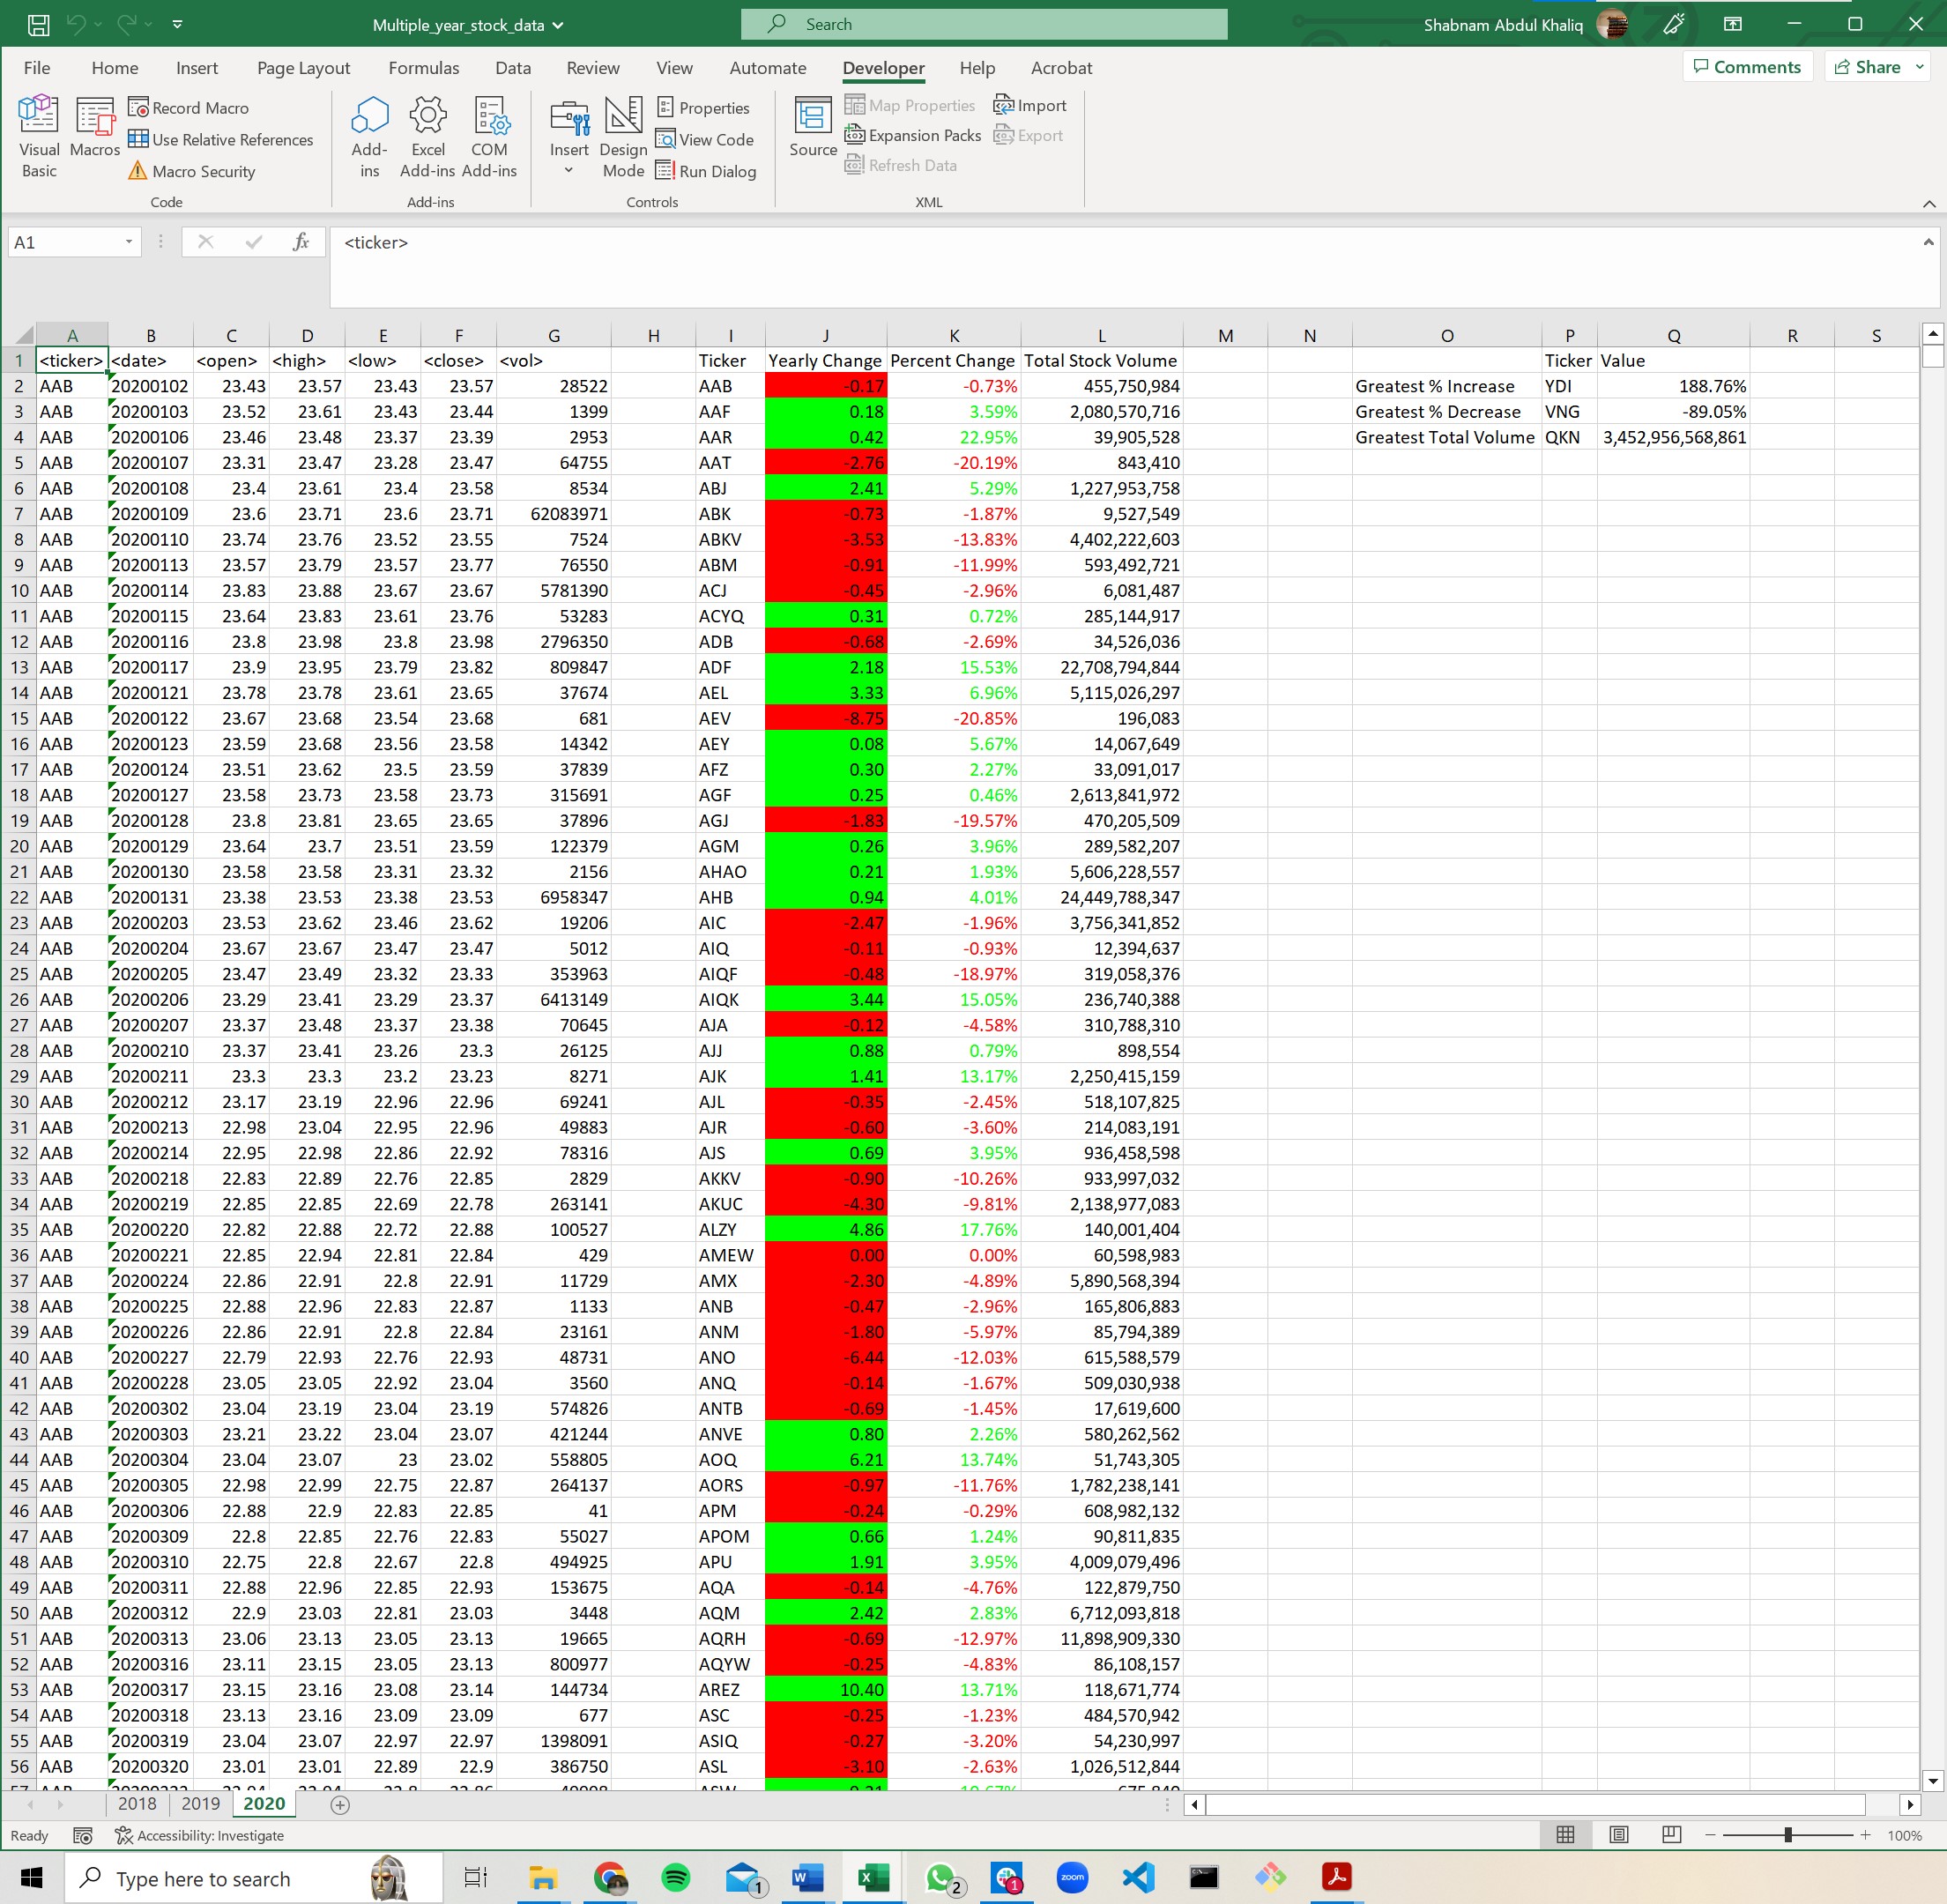 Multiple_year_stock_data
Search
Shabnam Abdul Khaliq
File Home Insert Page Layout Formulas Data Review View Automate Developer Help Acrobat
Comments Share
Visual Basic
Macros
Record Macro
Use Relative References
Macro Security
Code
Add-ins
Excel Add-ins
COM Add-ins
Add-ins
Insert
Design Mode
Properties
View Code
Run Dialog
Controls
Source
Map Properties
Expansion Packs
Refresh Data
Import
Export
XML
A1 fx <ticker>
A B C D E F G H I J K L M N O P Q R S
1 <ticker> <date> <open> <high> <low> <close> <vol> Ticker Yearly Change Percent Change Total Stock Volume Ticker Value
2 AAB 20200102 23.43 23.57 23.43 23.57 28522 AAB -0.17 -0.73% 455,750,984 Greatest % Increase YDI 188.76%
3 AAB 20200103 23.52 23.61 23.43 23.44 1399 AAF 0.18 3.59% 2,080,570,716 Greatest % Decrease VNG -89.05%
4 AAB 20200106 23.46 23.48 23.37 23.39 2953 AAR 0.42 22.95% 39,905,528 Greatest Total Volume QKN 3,452,956,568,861
5 AAB 20200107 23.31 23.47 23.28 23.47 64755 AAT -2.76 -20.19% 843,410
6 AAB 20200108 23.4 23.61 23.4 23.58 8534 ABJ 2.41 5.29% 1,227,953,758
7 AAB 20200109 23.6 23.71 23.6 23.71 62083971 ABK -0.73 -1.87% 9,527,549
8 AAB 20200110 23.74 23.76 23.52 23.55 7524 ABKV -3.53 -13.83% 4,402,222,603
9 AAB 20200113 23.57 23.79 23.57 23.77 76550 ABM -0.91 -11.99% 593,492,721
10 AAB 20200114 23.83 23.88 23.67 23.67 5781390 ACJ -0.45 -2.96% 6,081,487
11 AAB 20200115 23.64 23.83 23.61 23.76 53283 ACYQ 0.31 0.72% 285,144,917
12 AAB 20200116 23.8 23.98 23.8 23.98 2796350 ADB -0.68 -2.69% 34,526,036
13 AAB 20200117 23.9 23.95 23.79 23.82 809847 ADF 2.18 15.53% 22,708,794,844
14 AAB 20200121 23.78 23.78 23.61 23.65 37674 AEL 3.33 6.96% 5,115,026,297
15 AAB 20200122 23.67 23.68 23.54 23.68 681 AEV -8.75 -20.85% 196,083
16 AAB 20200123 23.59 23.68 23.56 23.58 14342 AEY 0.08 5.67% 14,067,649
17 AAB 20200124 23.51 23.62 23.5 23.59 37839 AFZ 0.30 2.27% 33,091,017
18 AAB 20200127 23.58 23.73 23.58 23.73 315691 AGF 0.25 0.46% 2,613,841,972
19 AAB 20200128 23.8 23.81 23.65 23.65 37896 AGJ -1.83 -19.57% 470,205,509
20 AAB 20200129 23.64 23.7 23.51 23.59 122379 AGM 0.26 3.96% 289,582,207
21 AAB 20200130 23.58 23.58 23.31 23.32 2156 AHAO 0.21 1.93% 5,606,228,557
22 AAB 20200131 23.38 23.53 23.38 23.53 6958347 AHB 0.94 4.01% 24,449,788,347
23 AAB 20200203 23.53 23.62 23.46 23.62 19206 AIC -2.47 -1.96% 3,756,341,852
24 AAB 20200204 23.67 23.67 23.47 23.47 5012 AIQ -0.11 -0.93% 12,394,637
25 AAB 20200205 23.47 23.49 23.32 23.33 353963 AIQF -0.48 -18.97% 319,058,376
26 AAB 20200206 23.29 23.41 23.29 23.37 6413149 AIQK 3.44 15.05% 236,740,388
27 AAB 20200207 23.37 23.48 23.37 23.38 70645 AJA -0.12 -4.58% 310,788,310
28 AAB 20200210 23.37 23.41 23.26 23.3 26125 AJJ 0.88 0.79% 898,554
29 AAB 20200211 23.3 23.3 23.2 23.23 8271 AJK 1.41 13.17% 2,250,415,159
30 AAB 20200212 23.17 23.19 22.96 22.96 69241 AJL -0.35 -2.45% 518,107,825
31 AAB 20200213 22.98 23.04 22.95 22.96 49883 AJR -0.60 -3.60% 214,083,191
32 AAB 20200214 22.95 22.98 22.86 22.92 78316 AJS 0.69 3.95% 936,458,598
33 AAB 20200218 22.83 22.89 22.76 22.85 2829 AKKV -0.90 -10.26% 933,997,032
34 AAB 20200219 22.85 22.85 22.69 22.78 263141 AKUC -4.30 -9.81% 2,138,977,083
35 AAB 20200220 22.82 22.88 22.72 22.88 100527 ALZY 4.86 17.76% 140,001,404
36 AAB 20200221 22.85 22.94 22.81 22.84 429 AMEW 0.00 0.00% 60,598,983
37 AAB 20200224 22.86 22.91 22.8 22.91 11729 AMX -2.30 -4.89% 5,890,568,394
38 AAB 20200225 22.88 22.96 22.83 22.87 1133 ANB -0.47 -2.96% 165,806,883
39 AAB 20200226 22.86 22.91 22.8 22.84 23161 ANM -1.80 -5.97% 85,794,389
40 AAB 20200227 22.79 22.93 22.76 22.93 48731 ANO -6.44 -12.03% 615,588,579
41 AAB 20200228 23.05 23.05 22.92 23.04 3560 ANQ -0.14 -1.67% 509,030,938
42 AAB 20200302 23.04 23.19 23.04 23.19 574826 ANTB -0.69 -1.45% 17,619,600
43 AAB 20200303 23.21 23.22 23.04 23.07 421244 ANVE 0.80 2.26% 580,262,562
44 AAB 20200304 23.04 23.07 23 23.02 558805 AOQ 6.21 13.74% 51,743,305
45 AAB 20200305 22.98 22.99 22.75 22.87 264137 AORS -0.97 -11.76% 1,782,238,141
46 AAB 20200306 22.88 22.9 22.83 22.85 41 APM -0.24 -0.29% 608,982,132
47 AAB 20200309 22.8 22.85 22.76 22.83 55027 APOM 0.66 1.24% 90,811,835
48 AAB 20200310 22.75 22.8 22.67 22.8 494925 APU 1.91 3.95% 4,009,079,496
49 AAB 20200311 22.88 22.96 22.85 22.93 153675 AQA -0.14 -4.76% 122,879,750
50 AAB 20200312 22.9 23.03 22.81 23.03 3448 AQM 2.42 2.83% 6,712,093,818
51 AAB 20200313 23.06 23.13 23.05 23.13 19665 AQRH -0.69 -12.97% 11,898,909,330
52 AAB 20200316 23.11 23.15 23.05 23.13 800977 AQYW -0.25 -4.83% 86,108,157
53 AAB 20200317 23.15 23.16 23.08 23.14 144734 AREZ 10.40 13.71% 118,671,774
54 AAB 20200318 23.13 23.16 23.09 23.09 677 ASC -0.25 -1.23% 484,570,942
55 AAB 20200319 23.04 23.07 22.97 22.97 1398091 ASIQ -0.27 -3.20% 54,230,997
56 AAB 20200320 23.01 23.01 22.89 22.9 386750 ASL -3.10 -2.63% 1,026,512,844
2018 2019 2020
Ready Accessibility: Investigate 100%
Type here to search 1 W X 2 1 zoom